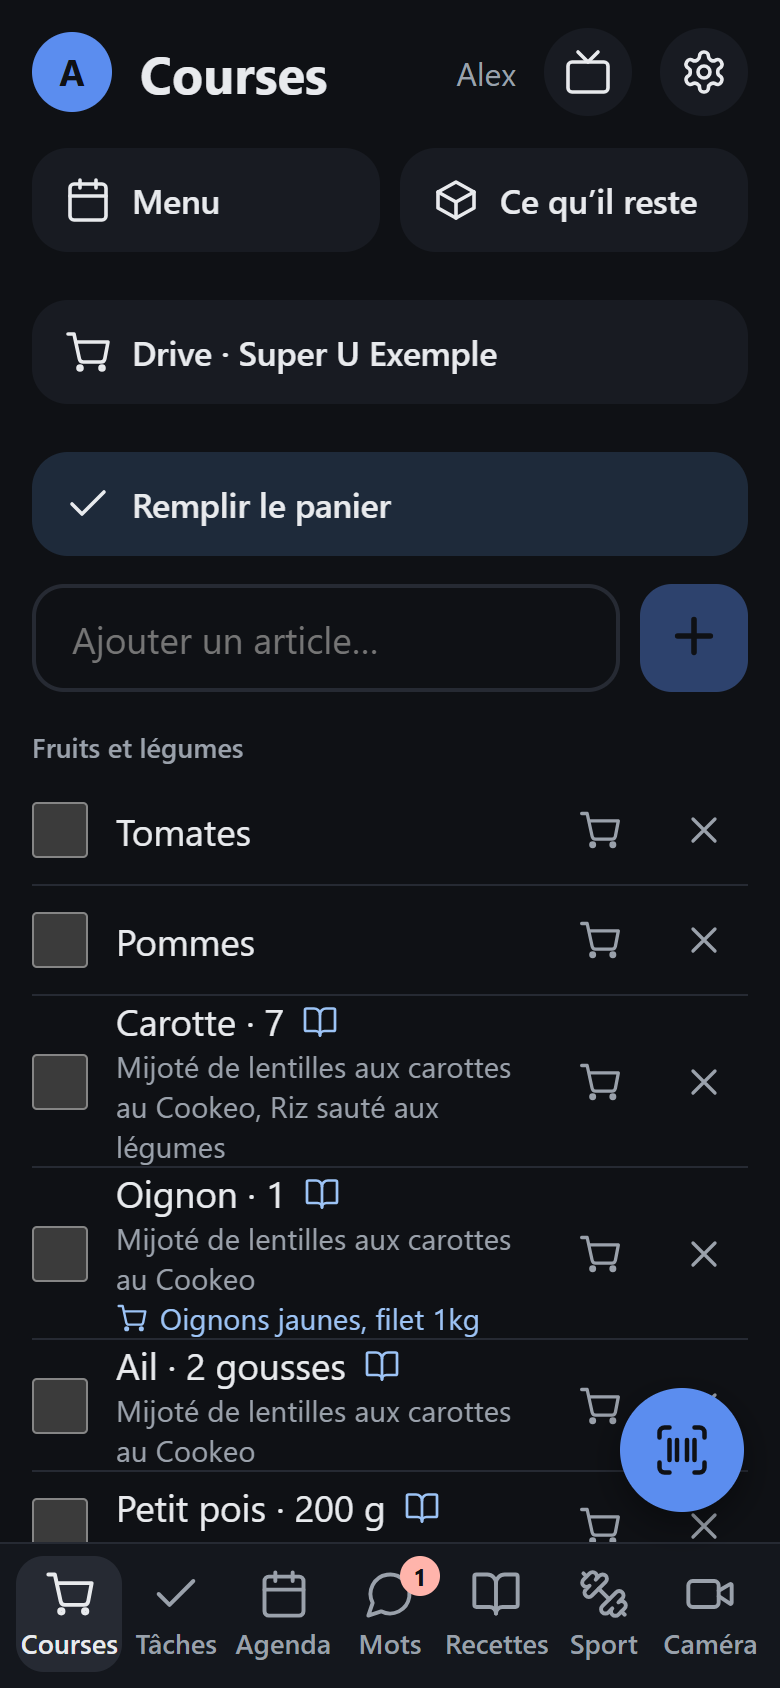 A Courses Alex
Menu
Ce qu’il reste
Drive · Super U Exemple
Remplir le panier
Ajouter un article...
Fruits et légumes
Tomates
Pommes
Carotte · 7
Mijoté de lentilles aux carottes
au Cookeo, Riz sauté aux
légumes
Oignon · 1
Mijoté de lentilles aux carottes
au Cookeo
Oignons jaunes, filet 1kg
Ail · 2 gousses
Mijoté de lentilles aux carottes
au Cookeo
Petit pois · 200 g
1
Courses Tâches Agenda Mots Recettes Sport Caméra